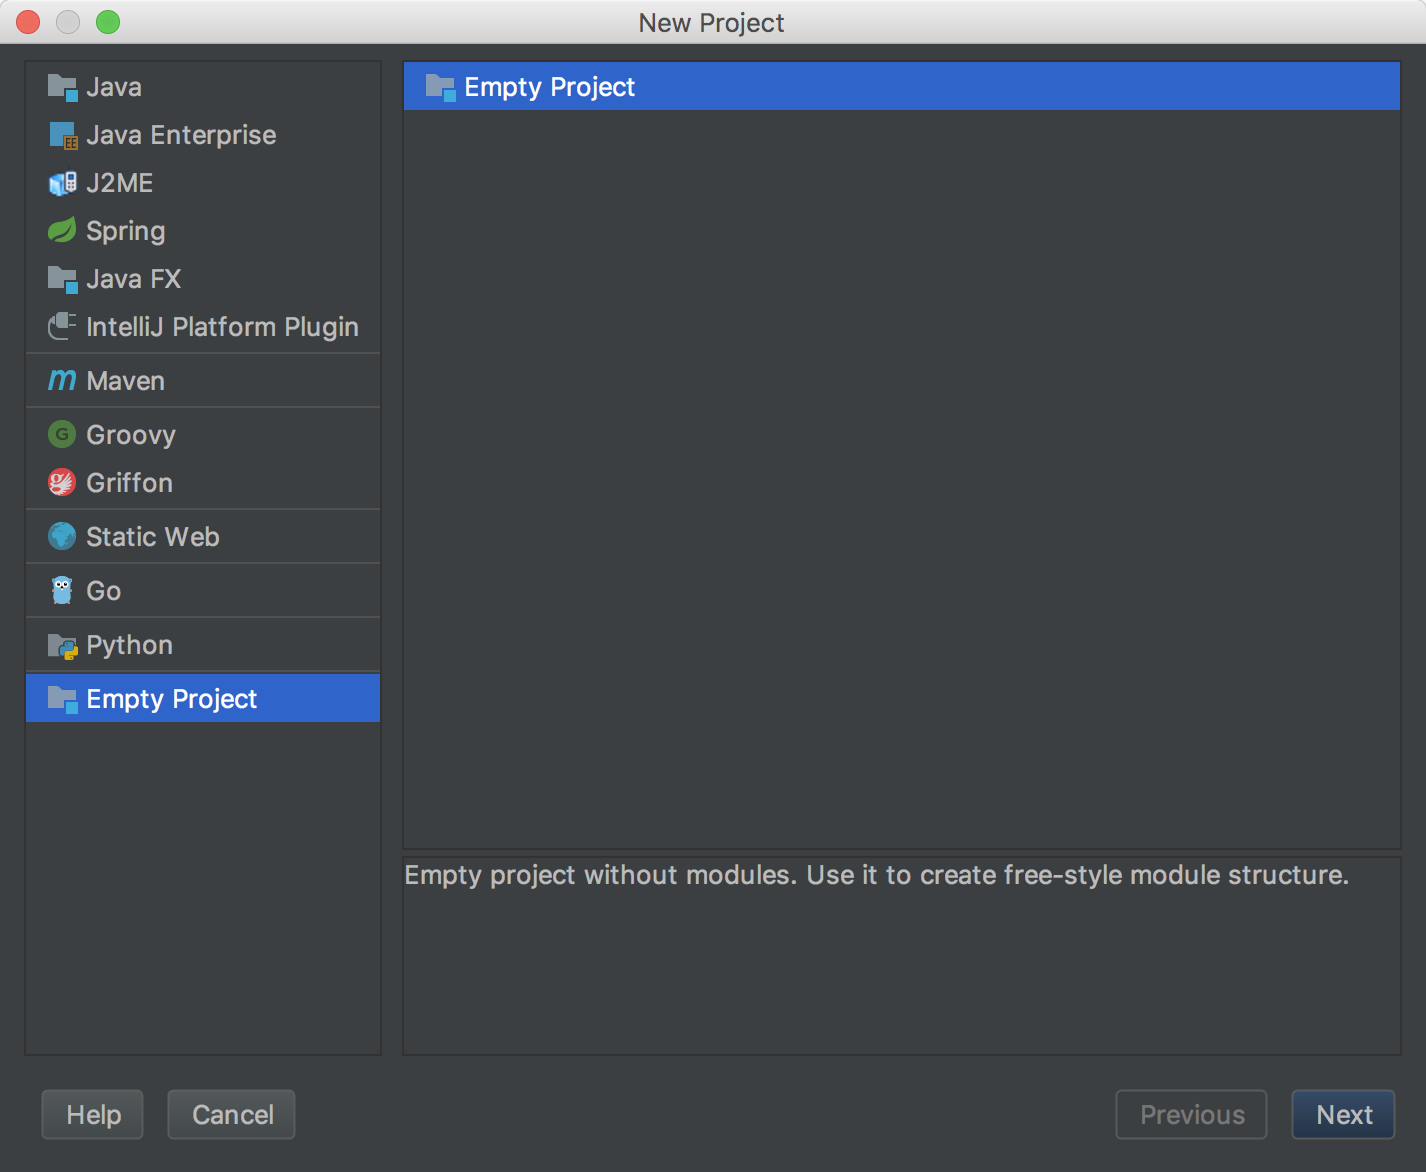 New Project
Java
Java Enterprise
EE
J2ME
Spring
Java FX
IntelliJ Platform Plugin
m Maven
G Groovy
g Griffon
Static Web
Go
Python
Empty Project
Empty Project
Empty project without modules. Use it to create free-style module structure.
Help
Cancel
Previous
Next